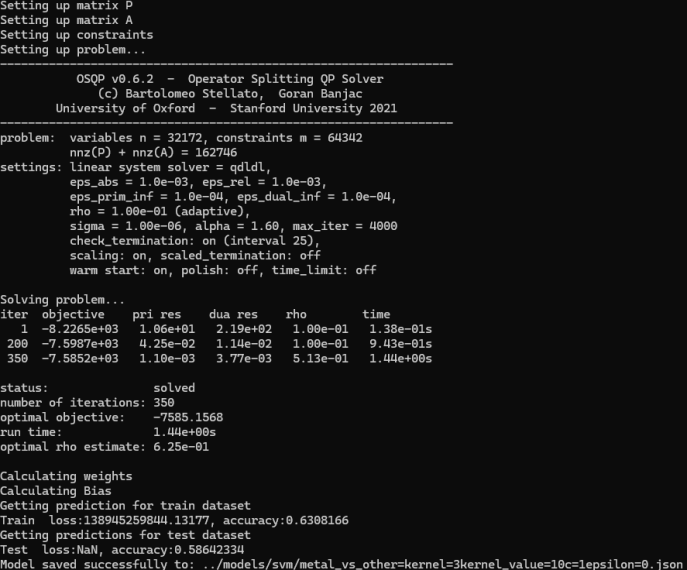 Setting up matrix P
Setting up matrix A
Setting up constraints
Setting up problem...
-----------------------------------------------------------------
OSQP v0.6.2 - Operator Splitting QP Solver
(c) Bartolomeo Stellato, Goran Banjac
University of Oxford - Stanford University 2021
-----------------------------------------------------------------
problem: variables n = 32172, constraints m = 64342
nnz(P) + nnz(A) = 162746
settings: linear system solver = qdldl,
eps_abs = 1.0e-03, eps_rel = 1.0e-03,
eps_prim_inf = 1.0e-04, eps_dual_inf = 1.0e-04,
rho = 1.00e-01 (adaptive),
sigma = 1.00e-06, alpha = 1.60, max_iter = 4000
check_termination: on (interval 25),
scaling: on, scaled_termination: off
warm start: on, polish: off, time_limit: off
Solving problem...
iter objective pri res dua res rho time
1 -8.2265e+03 1.06e+01 2.19e+02 1.00e-01 1.38e-01s
200 -7.5987e+03 4.25e-02 1.14e-02 1.00e-01 9.43e-01s
350 -7.5852e+03 1.10e-03 3.77e-03 5.13e-01 1.44e+00s
status: solved
number of iterations: 350
optimal objective: -7585.1568
run time: 1.44e+00s
optimal rho estimate: 6.25e-01
Calculating weights
Calculating Bias
Getting prediction for train dataset
Train loss:138945259844.13177, accuracy:0.6308166
Getting predictions for test dataset
Test loss:NaN, accuracy:0.58642334
Model saved successfully to: ../models/svm/metal_vs_other=kernel=3kernel_value=10c=1epsilon=0.json